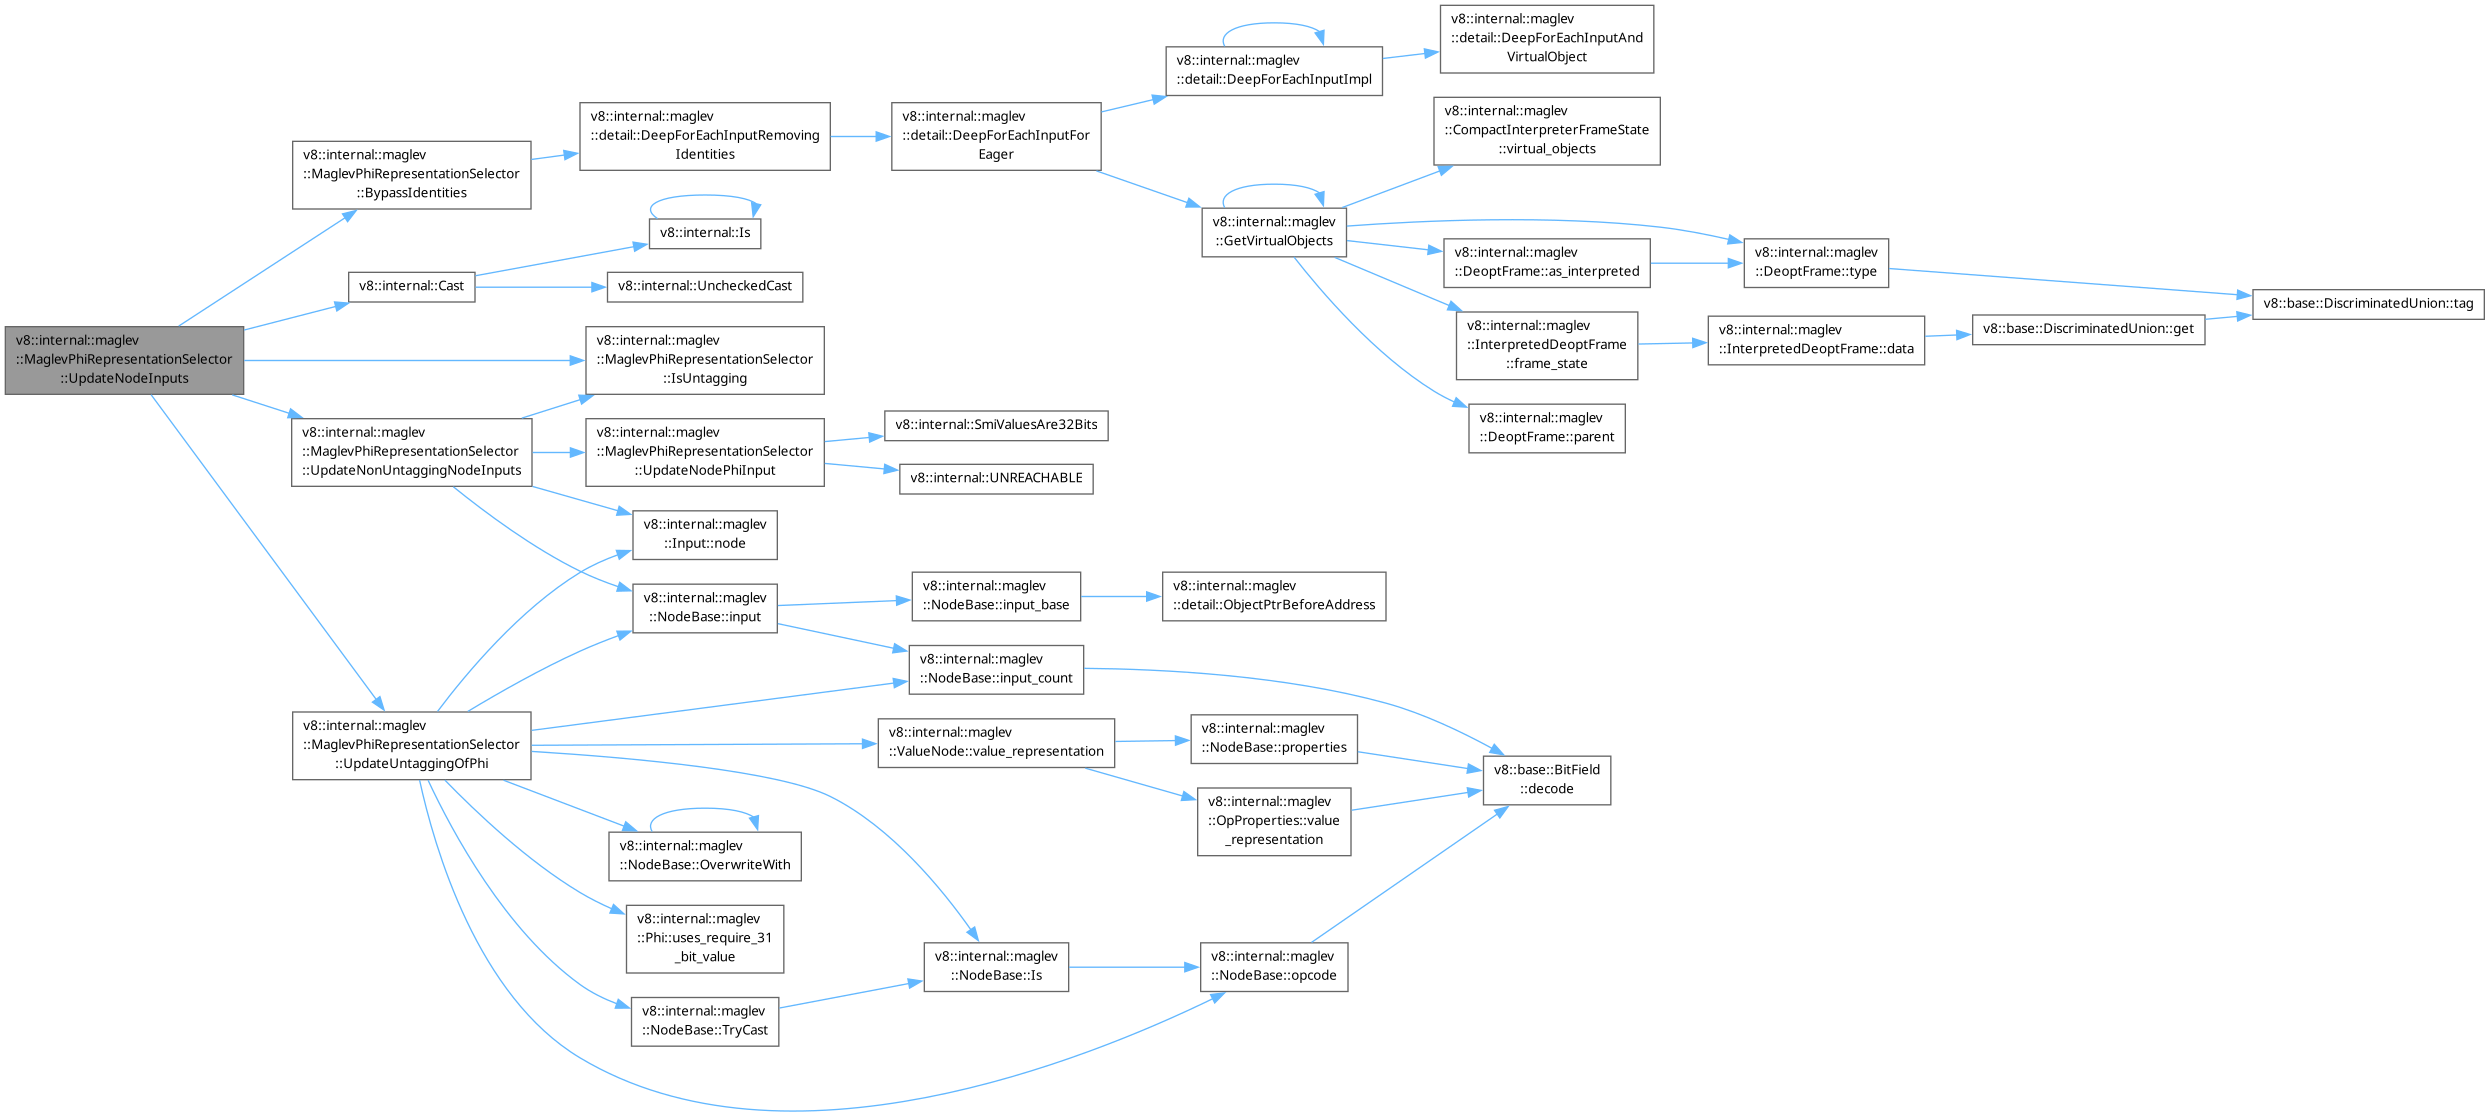 v8::internal::maglev
::MaglevPhiRepresentationSelector
::UpdateNodeInputs
v8::internal::maglev
::MaglevPhiRepresentationSelector
::BypassIdentities
v8::internal::maglev
::detail::DeepForEachInputRemoving
Identities
v8::internal::maglev
::detail::DeepForEachInputFor
Eager
v8::internal::maglev
::detail::DeepForEachInputImpl
v8::internal::maglev
::detail::DeepForEachInputAnd
VirtualObject
v8::internal::maglev
::GetVirtualObjects
v8::internal::maglev
::CompactInterpreterFrameState
::virtual_objects
v8::internal::maglev
::DeoptFrame::as_interpreted
v8::internal::maglev
::DeoptFrame::type
v8::base::DiscriminatedUnion::tag
v8::internal::maglev
::InterpretedDeoptFrame
::frame_state
v8::internal::maglev
::InterpretedDeoptFrame::data
v8::base::DiscriminatedUnion::get
v8::internal::maglev
::DeoptFrame::parent
v8::internal::Cast
v8::internal::Is
v8::internal::UncheckedCast
v8::internal::maglev
::MaglevPhiRepresentationSelector
::IsUntagging
v8::internal::maglev
::MaglevPhiRepresentationSelector
::UpdateNonUntaggingNodeInputs
v8::internal::maglev
::MaglevPhiRepresentationSelector
::UpdateNodePhiInput
v8::internal::SmiValuesAre32Bits
v8::internal::UNREACHABLE
v8::internal::maglev
::Input::node
v8::internal::maglev
::NodeBase::input
v8::internal::maglev
::NodeBase::input_base
v8::internal::maglev
::detail::ObjectPtrBeforeAddress
v8::internal::maglev
::NodeBase::input_count
v8::internal::maglev
::MaglevPhiRepresentationSelector
::UpdateUntaggingOfPhi
v8::internal::maglev
::ValueNode::value_representation
v8::internal::maglev
::NodeBase::properties
v8::internal::maglev
::OpProperties::value
_representation
v8::base::BitField
::decode
v8::internal::maglev
::NodeBase::OverwriteWith
v8::internal::maglev
::Phi::uses_require_31
_bit_value
v8::internal::maglev
::NodeBase::TryCast
v8::internal::maglev
::NodeBase::Is
v8::internal::maglev
::NodeBase::opcode